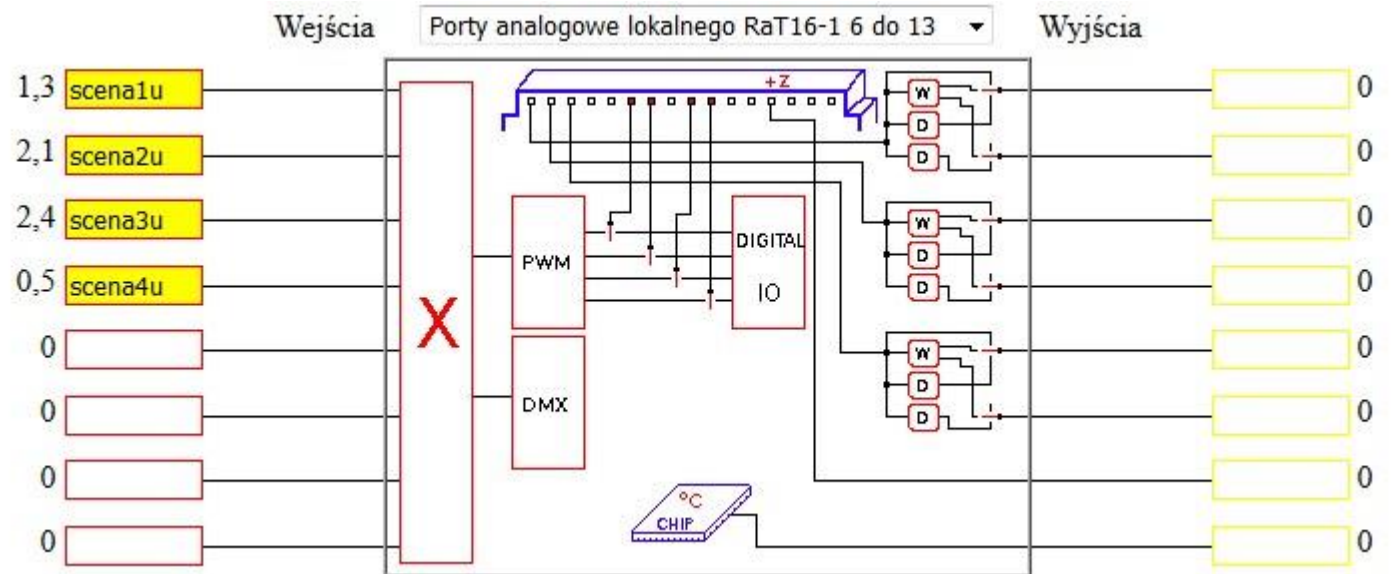 Wejścia Porty analogowe lokalnego RaT16-1 6 do 13 Wyjścia
1,3 scena1u +Z W 0
D
2,1 scena2u D 0
2,4 scena3u W 0
DIGITAL
PWM D
0,5 scena4u IO D 0
X
0 W 0
D
0 DMX D 0
0 °C 0
CHIP
0 0